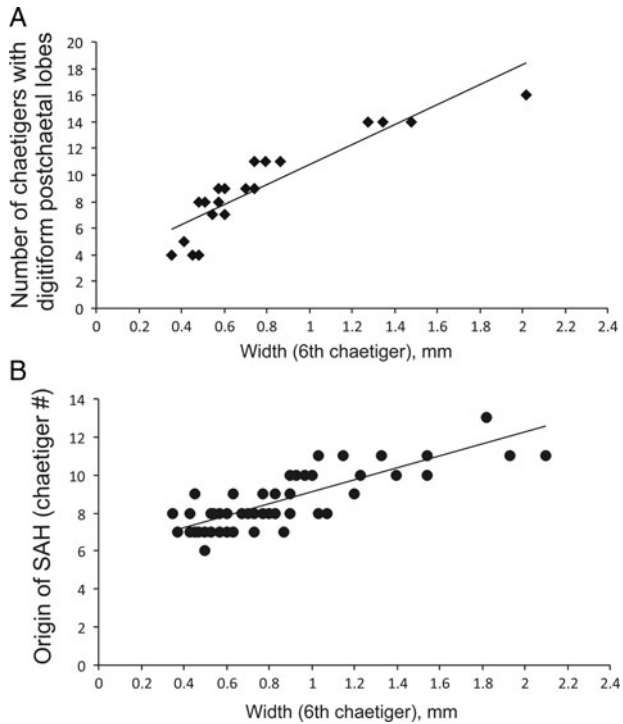 A
Number of chaetigers with
digitiform postchaetal lobes
20
18
16
14
12
10
8
6
4
2
0
0 0.2 0.4 0.6 0.8 1 1.2 1.4 1.6 1.8 2 2.2 2.4
Width (6th chaetiger), mm
B
Origin of SAH (chaetiger #)
14
12
10
8
6
4
2
0
0 0.2 0.4 0.6 0.8 1 1.2 1.4 1.6 1.8 2 2.2 2.4
Width (6th chaetiger), mm